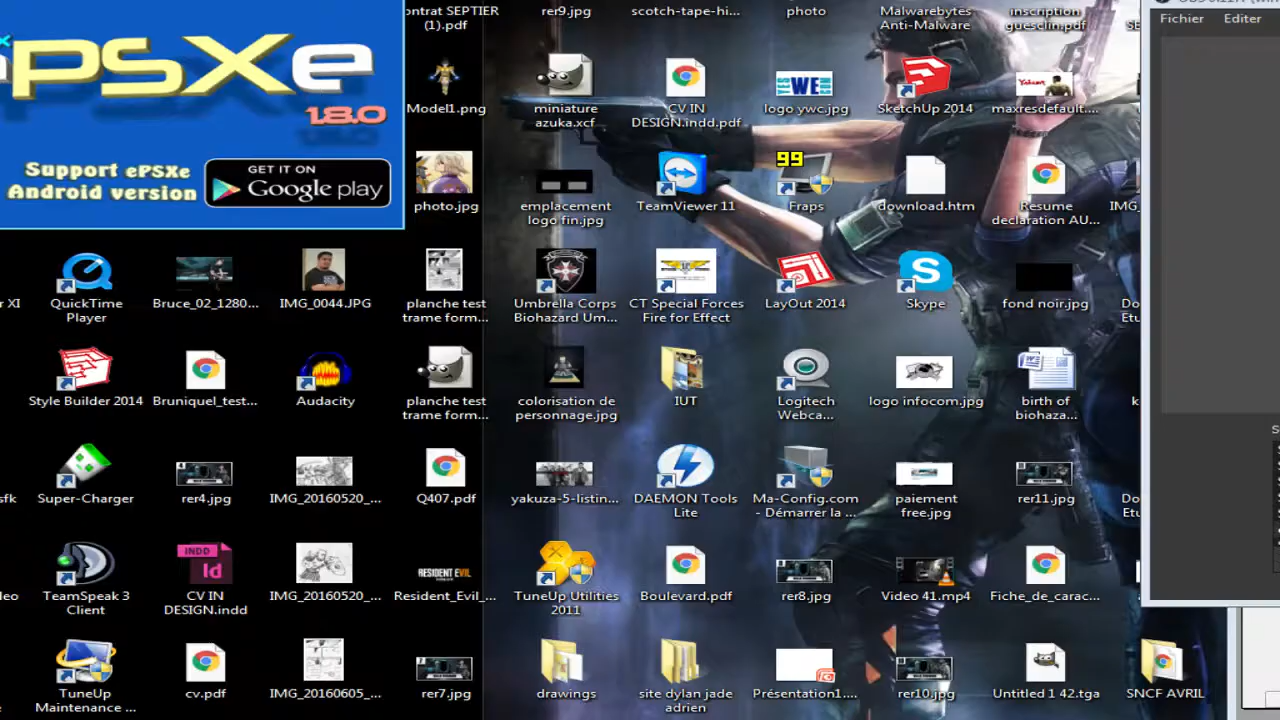 ontrat SEPTIER
(1).pdf
rer9.jpg
scotch-tape-hi...
photo
Malwarebytes
Anti-Malware
inscription
guesclin.pdf
Fichier
Editer
ePSXe
1.8.0
Support ePSXe
Android version
GET IT ON
Google play
Model1.png
miniature
azuka.xcf
CV IN
DESIGN.indd.pdf
WE
logo ywc.jpg
SketchUp 2014
maxresdefault....
photo.jpg
emplacement
logo fin.jpg
TeamViewer 11
99
Fraps
download.htm
Resume
declaration AU...
IMG_
r XI
QuickTime
Player
Bruce_02_1280...
IMG_0044.JPG
planche test
trame form...
Umbrella Corps
Biohazard Um...
CT Special Forces
Fire for Effect
LayOut 2014
S
Skype
fond noir.jpg
Do
Etu
Style Builder 2014
Bruniquel_test...
Audacity
planche test
trame form...
colorisation de
personnage.jpg
IUT
Logitech
Webca...
logo infocom.jpg
birth of
biohaza...
k
sfk
Super-Charger
rer4.jpg
IMG_20160520_...
Q407.pdf
yakuza-5-listin...
DAEMON Tools
Lite
Ma-Config.com
- Démarrer la ...
paiement
free.jpg
rer11.jpg
Do
Etu
leo
TeamSpeak 3
Client
INDD
Id
CV IN
DESIGN.indd
IMG_20160520_...
RESIDENT EVIL
Resident_Evil_...
TuneUp Utilities
2011
Boulevard.pdf
rer8.jpg
Video 41.mp4
Fiche_de_carac...
TuneUp
Maintenance ...
cv.pdf
IMG_20160605_...
rer7.jpg
drawings
site dylan jade
adrien
Présentation1....
rer10.jpg
Untitled 1 42.tga
SNCF AVRIL